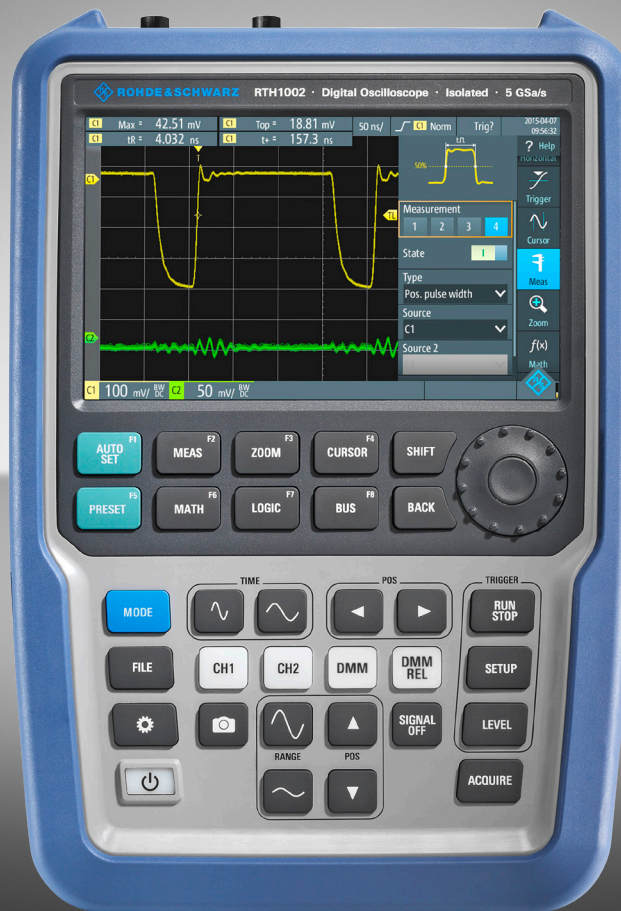 ROHDE&SCHWARZ RTH1002 · Digital Oscilloscope · Isolated · 5 GSa/s
C1 Max = 42.51 mV C1 Top = 18.81 mV 50 ns/ C1 Norm Trig? 2015-04-07
C1 tR = 4.032 ns C1 t+ = 157.3 ns 09:56:32
? Help
Horizontal
T
50%
C1
Trigger
TL
Measurement
1 2 3 4
Cursor
State I
Meas
Type
Pos. pulse width
Source
C1
Zoom
C2
Source 2
f(x)
Math
C1 100 mV/ BW DC C2 50 mV/ BW DC
AUTO SET F1 MEAS F2 ZOOM F3 CURSOR F4 SHIFT
PRESET F5 MATH F6 LOGIC F7 BUS F8 BACK
TIME POS TRIGGER
MODE RUN STOP
FILE CH1 CH2 DMM DMM REL SETUP
SIGNAL OFF LEVEL
RANGE POS
ACQUIRE